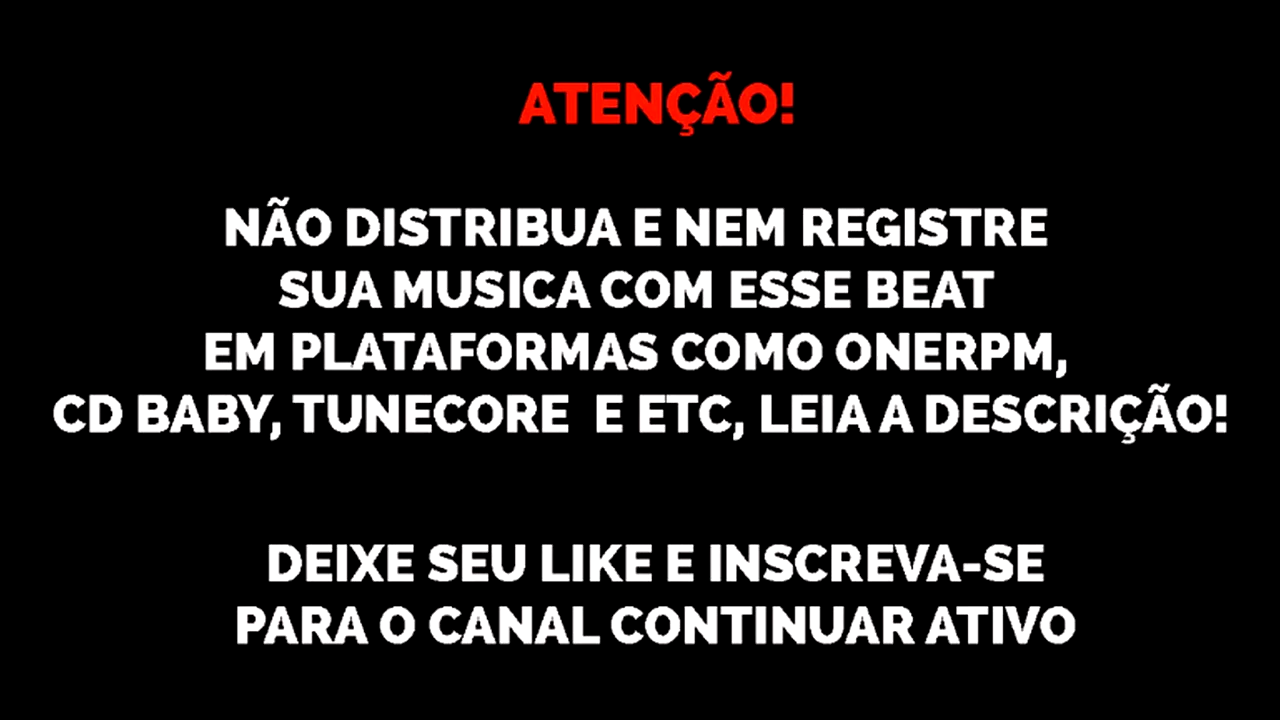 ATENÇÃO!
NÃO DISTRIBUA E NEM REGISTRE
SUA MUSICA COM ESSE BEAT
EM PLATAFORMAS COMO ONERPM,
CD BABY, TUNECORE E ETC, LEIA A DESCRIÇÃO!
DEIXE SEU LIKE E INSCREVA-SE
PARA O CANAL CONTINUAR ATIVO